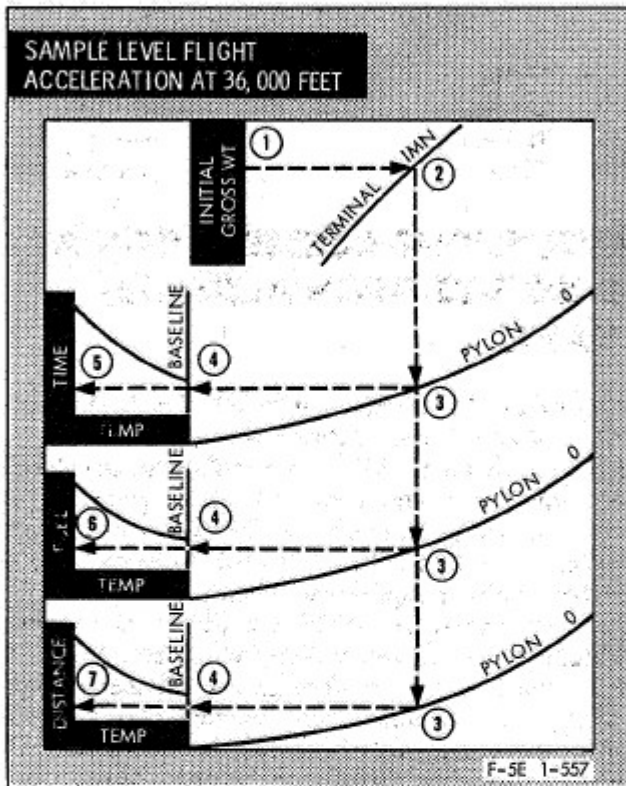 SAMPLE LEVEL FLIGHT
ACCELERATION AT 36,000 FEET
INITIAL
GROSS WT
1
TERMINAL IMN
2
TIME
5
BASELINE
4
TEMP
PYLON 0
3
FUEL
6
BASELINE
4
TEMP
PYLON 0
3
DISTANCE
7
BASELINE
4
TEMP
PYLON 0
3
F-5E 1-557